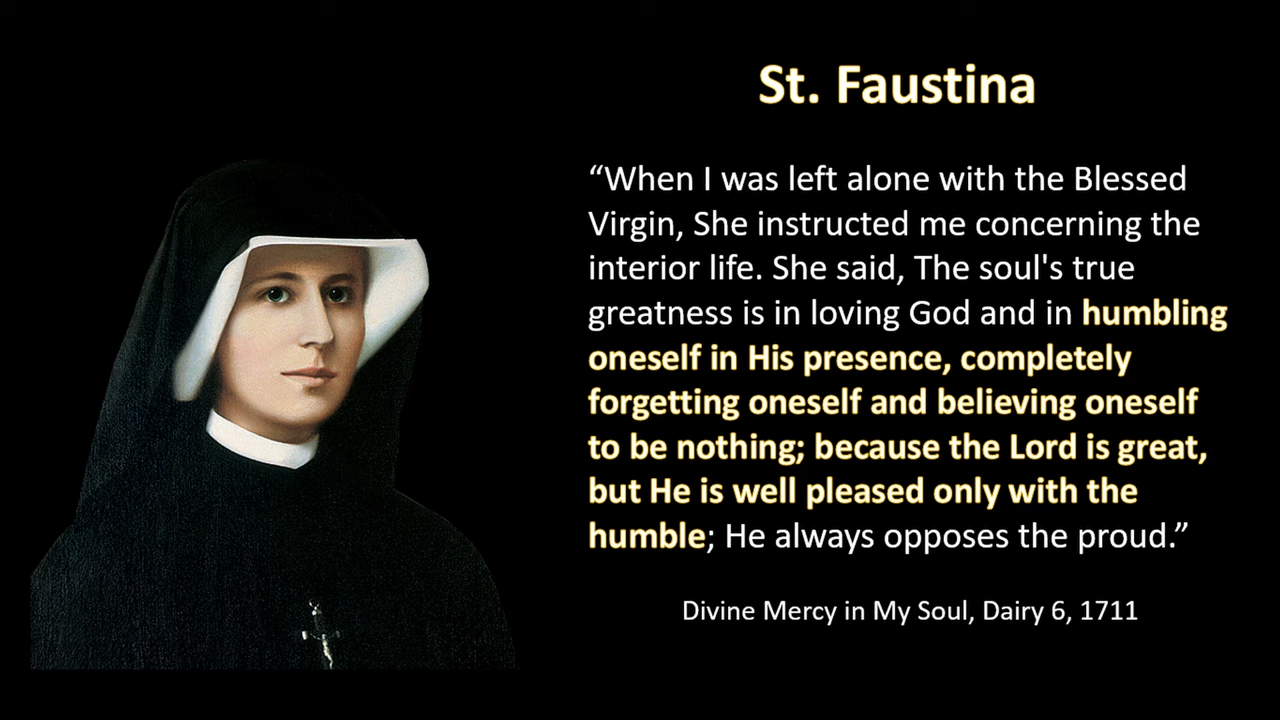 St. Faustina
“When I was left alone with the Blessed
Virgin, She instructed me concerning the
interior life. She said, The soul's true
greatness is in loving God and in humbling
oneself in His presence, completely
forgetting oneself and believing oneself
to be nothing; because the Lord is great,
but He is well pleased only with the
humble; He always opposes the proud.”
Divine Mercy in My Soul, Dairy 6, 1711